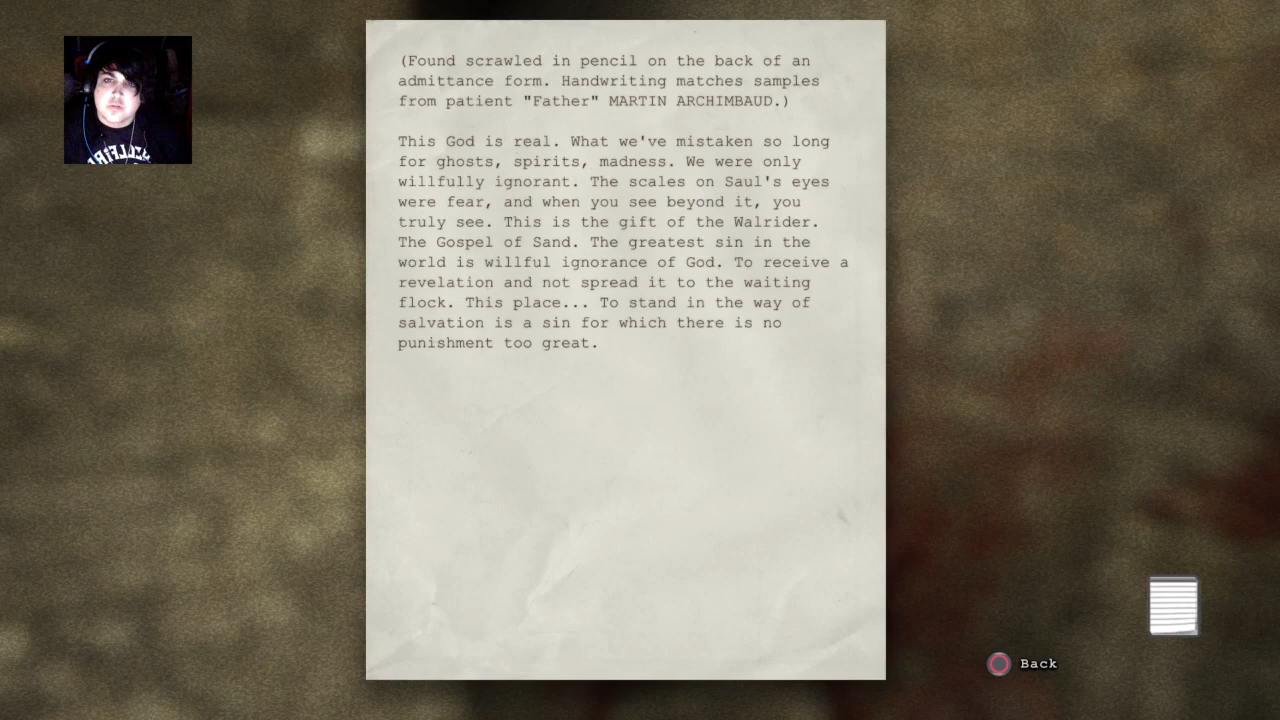 (Found scrawled in pencil on the back of an
admittance form. Handwriting matches samples
from patient "Father" MARTIN ARCHIMBAUD.)
This God is real. What we've mistaken so long
for ghosts, spirits, madness. We were only
willfully ignorant. The scales on Saul's eyes
were fear, and when you see beyond it, you
truly see. This is the gift of the Walrider.
The Gospel of Sand. The greatest sin in the
world is willful ignorance of God. To receive a
revelation and not spread it to the waiting
flock. This place... To stand in the way of
salvation is a sin for which there is no
punishment too great.
Back